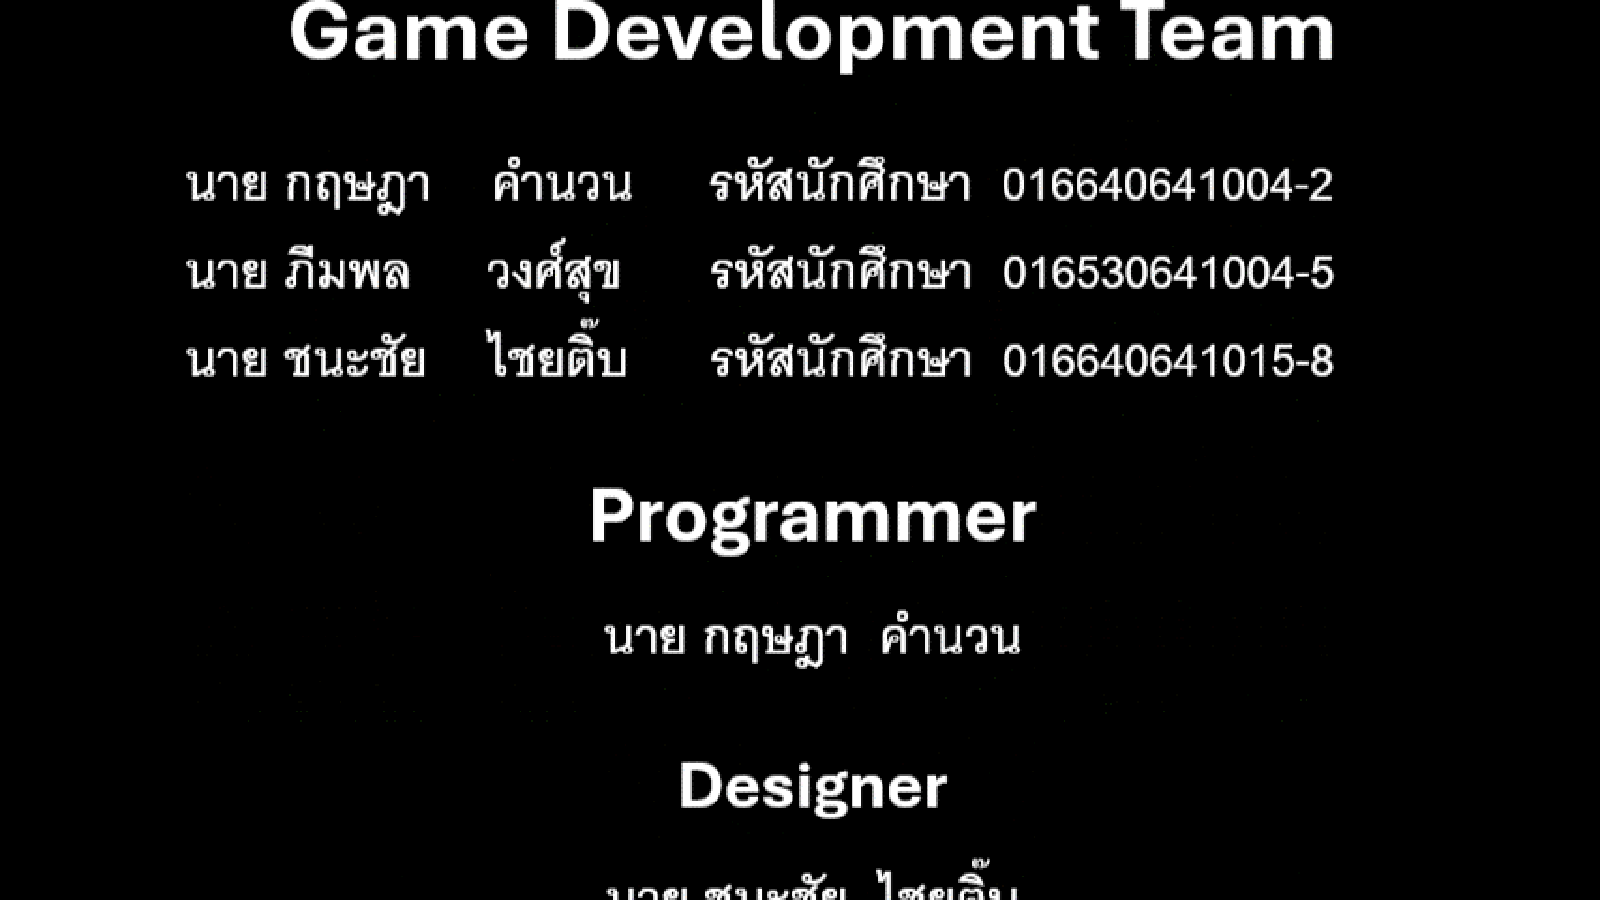 Game Development Team
นาย กฤษฎา คำนวน รหัสนักศึกษา 016640641004-2
นาย ภีมพล วงศ์สุข รหัสนักศึกษา 016530641004-5
นาย ชนะชัย ไชยติ๊บ รหัสนักศึกษา 016640641015-8
Programmer
นาย กฤษฎา คำนวน
Designer
นาย ชนะชัย ไชยติ๊บ